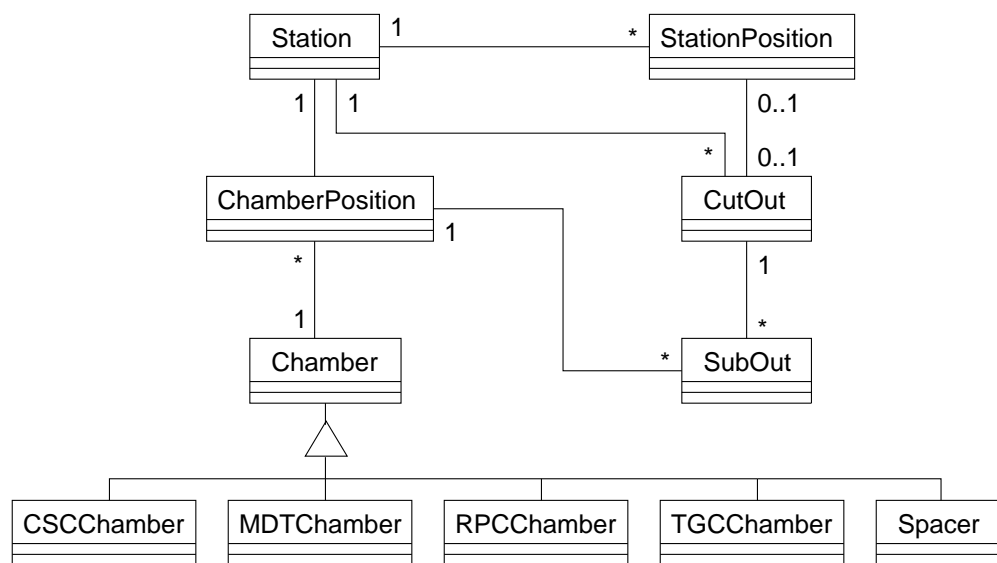 Station 1 * StationPosition
1 1 0..1
* 0..1
ChamberPosition 1 CutOut
* 1
1 *
Chamber * SubOut
CSCChamber MDTChamber RPCChamber TGCChamber Spacer